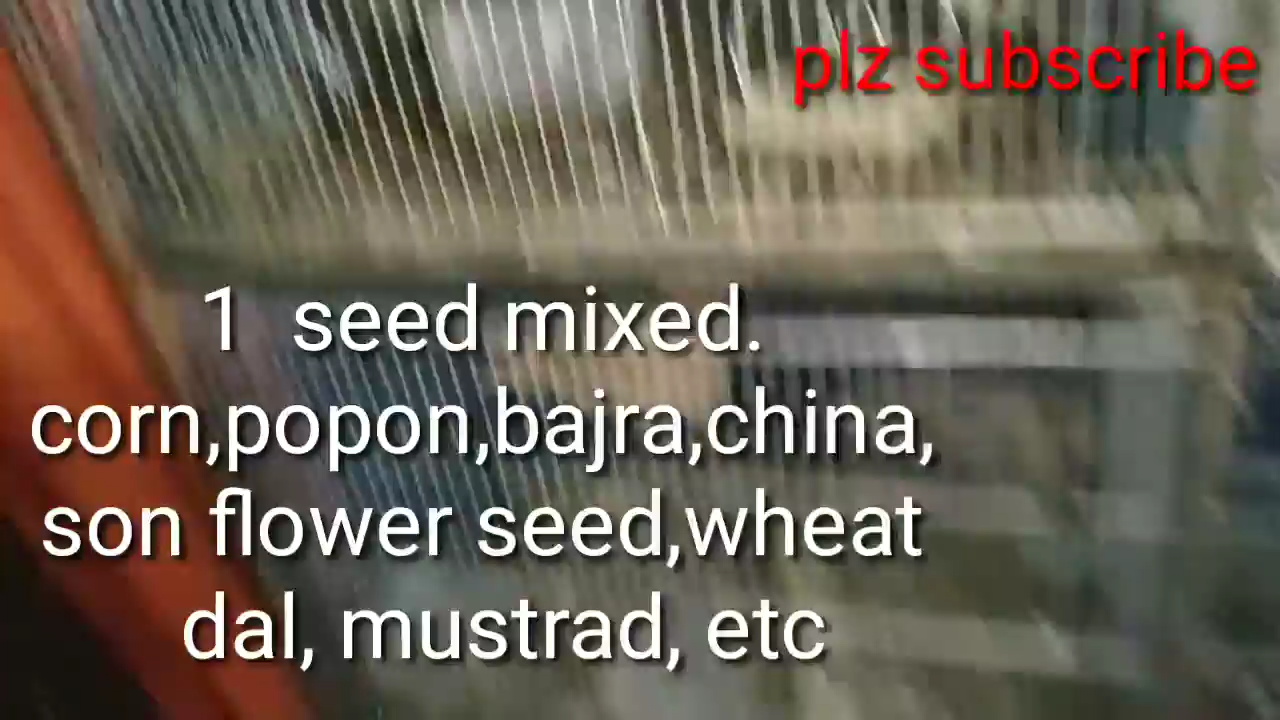 plz subscribe
1 seed mixed.
corn,popon,bajra,china,
son flower seed,wheat
dal, mustrad, etc